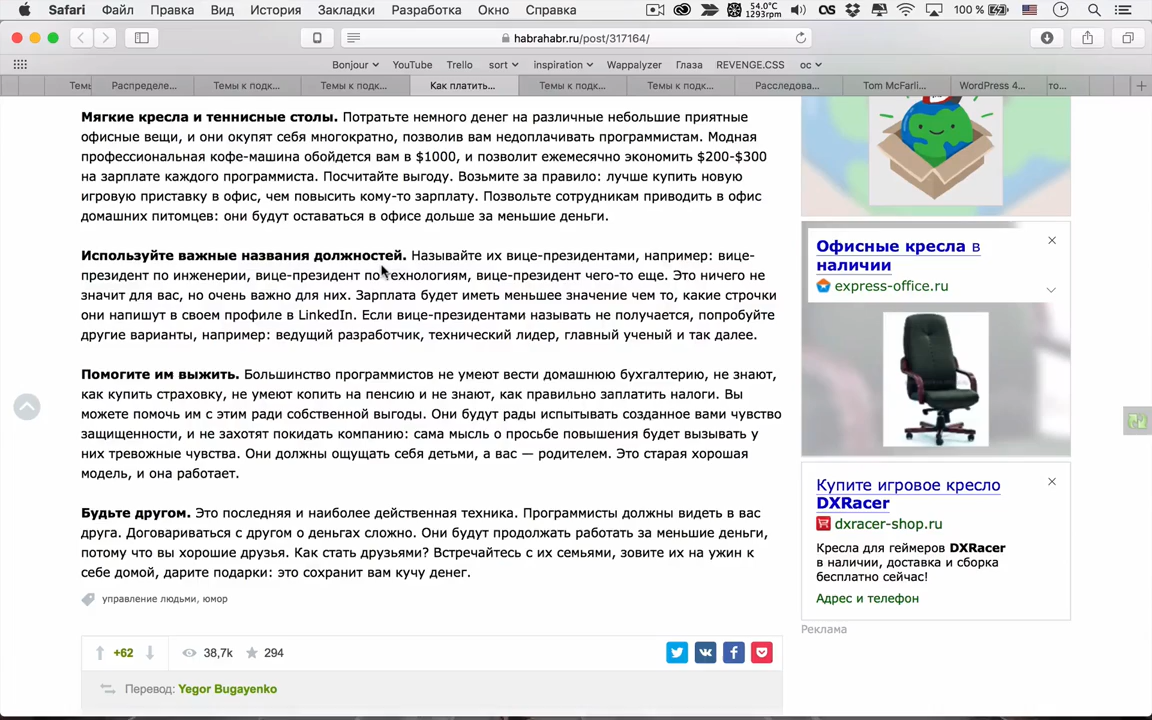 Safari Файл Правка Вид История Закладки Разработка Окно Справка 54.0°C 1293rpm 100 %
habrahabr.ru/post/317164/
Bonjour YouTube Trello sort inspiration Wappalyzer Глаза REVENGE.CSS ос
Темы Распределе... Темы к подк... Темы к подк... Как платить... Темы к подк... Темы к подк... Расследова... Tom McFarli... WordPress 4... то...
Мягкие кресла и теннисные столы. Потратьте немного денег на различные небольшие приятные
офисные вещи, и они окупят себя многократно, позволив вам недоплачивать программистам. Модная
профессиональная кофе-машина обойдется вам в $1000, и позволит ежемесячно экономить $200-$300
на зарплате каждого программиста. Посчитайте выгоду. Возьмите за правило: лучше купить новую
игровую приставку в офис, чем повысить кому-то зарплату. Позвольте сотрудникам приводить в офис
домашних питомцев: они будут оставаться в офисе дольше за меньшие деньги.
Используйте важные названия должностей. Называйте их вице-президентами, например: вице-
президент по инженерии, вице-президент по технологиям, вице-президент чего-то еще. Это ничего не
значит для вас, но очень важно для них. Зарплата будет иметь меньшее значение чем то, какие строчки
они напишут в своем профиле в LinkedIn. Если вице-президентами называть не получается, попробуйте
другие варианты, например: ведущий разработчик, технический лидер, главный ученый и так далее.
Помогите им выжить. Большинство программистов не умеют вести домашнюю бухгалтерию, не знают,
как купить страховку, не умеют копить на пенсию и не знают, как правильно заплатить налоги. Вы
можете помочь им с этим ради собственной выгоды. Они будут рады испытывать созданное вами чувство
защищенности, и не захотят покидать компанию: сама мысль о просьбе повышения будет вызывать у
них тревожные чувства. Они должны ощущать себя детьми, а вас — родителем. Это старая хорошая
модель, и она работает.
Будьте другом. Это последняя и наиболее действенная техника. Программисты должны видеть в вас
друга. Договариваться с другом о деньгах сложно. Они будут продолжать работать за меньшие деньги,
потому что вы хорошие друзья. Как стать друзьями? Встречайтесь с их семьями, зовите их на ужин к
себе домой, дарите подарки: это сохранит вам кучу денег.
управление людьми, юмор
+62 38,7k 294
Перевод: Yegor Bugayenko
Офисные кресла в
наличии
express-office.ru
Купите игровое кресло
DXRacer
dxracer-shop.ru
Кресла для геймеров DXRacer
в наличии, доставка и сборка
бесплатно сейчас!
Адрес и телефон
Реклама